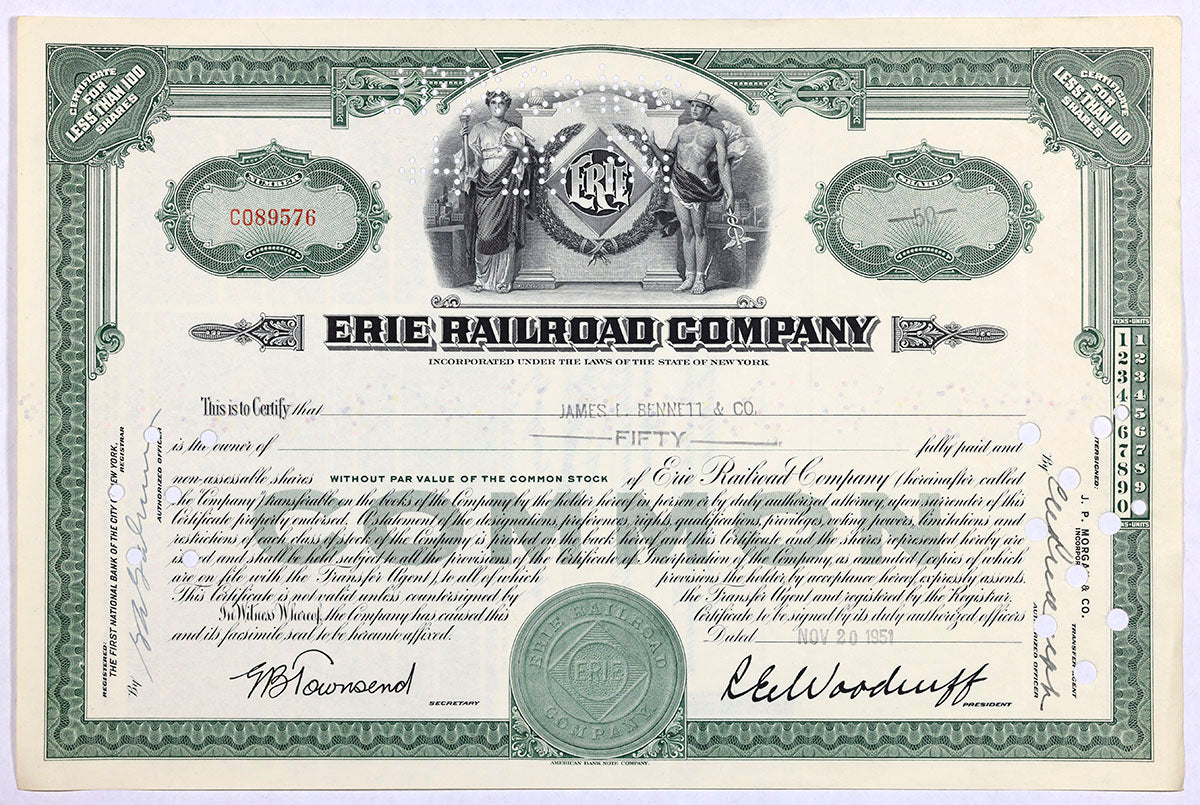 CERTIFICATE
FOR
LESS THAN 100
SHARES
CERTIFICATE
FOR
LESS THAN 100
SHARES
NUMBER
CO89576
ERIE
SHARES
50
ERIE RAILROAD COMPANY
INCORPORATED UNDER THE LAWS OF THE STATE OF NEW YORK
This is to Certify that JAMES E. BENNETT & CO.
is the owner of FIFTY fully paid and
non-assessable shares WITHOUT PAR VALUE OF THE COMMON STOCK of Erie Railroad Company (hereinafter called
the Company) transferable on the books of the Company by the holder hereof in person or by duly authorized attorney, upon surrender of this
Certificate properly endorsed. A statement of the designations, preferences, rights, qualifications, privileges, voting powers, limitations and
restrictions of each class of stock of the Company is printed on the back hereof and this Certificate and the shares represented hereby are
issued and shall be held subject to all the provisions of the Certificate of Incorporation of the Company, as amended (copies of which
are on file with the Transfer Agent), to all of which provisions the holder by acceptance hereof expressly assents.
This Certificate is not valid unless countersigned by the Transfer Agent and registered by the Registrar.
In Witness Whereof, the Company has caused this Certificate to be signed by its duly authorized officers
and its facsimile seal to be hereunto affixed. Dated NOV 20 1951
COMMON
ERIE RAILROAD
ERIE
COMPANY
G B Townsend
SECRETARY
R E Woodruff
PRESIDENT
AMERICAN BANK NOTE COMPANY.
REGISTERED:
THE FIRST NATIONAL BANK OF THE CITY OF NEW YORK,
REGISTRAR
By
AUTHORIZED OFFICER
COUNTERSIGNED:
J. P. MORGAN & CO.
INCORPORATED
TRANSFER AGENT
By
AUTHORIZED OFFICER
TENS-UNITS
1 1
2 2
3 3
4 4
5 5
6 6
7 7
8 8
9 9
0 0
TENS-UNITS